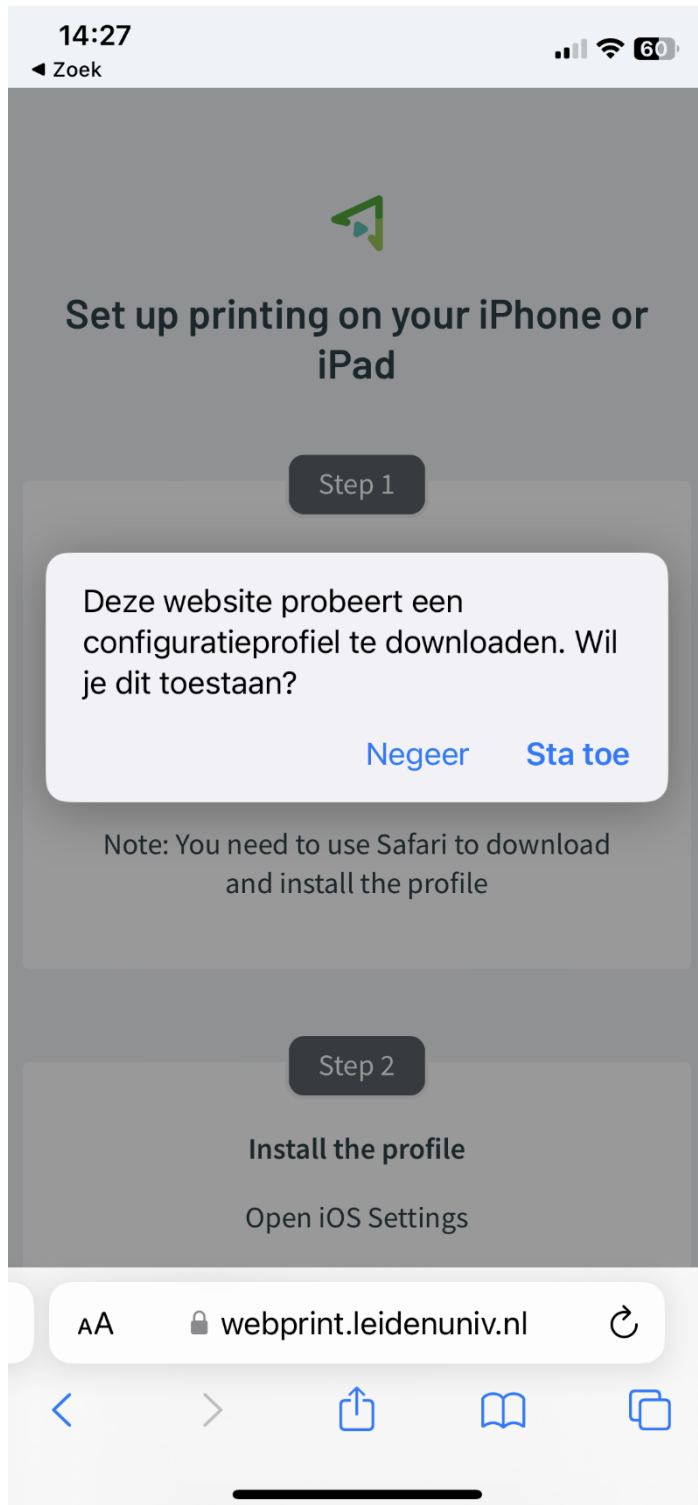 14:27
60
◀ Zoek
Set up printing on your iPhone or
iPad
Step 1
Deze website probeert een
configuratieprofiel te downloaden. Wil
je dit toestaan?
Negeer Sta toe
Note: You need to use Safari to download
and install the profile
Step 2
Install the profile
Open iOS Settings
AA webprint.leidenuniv.nl